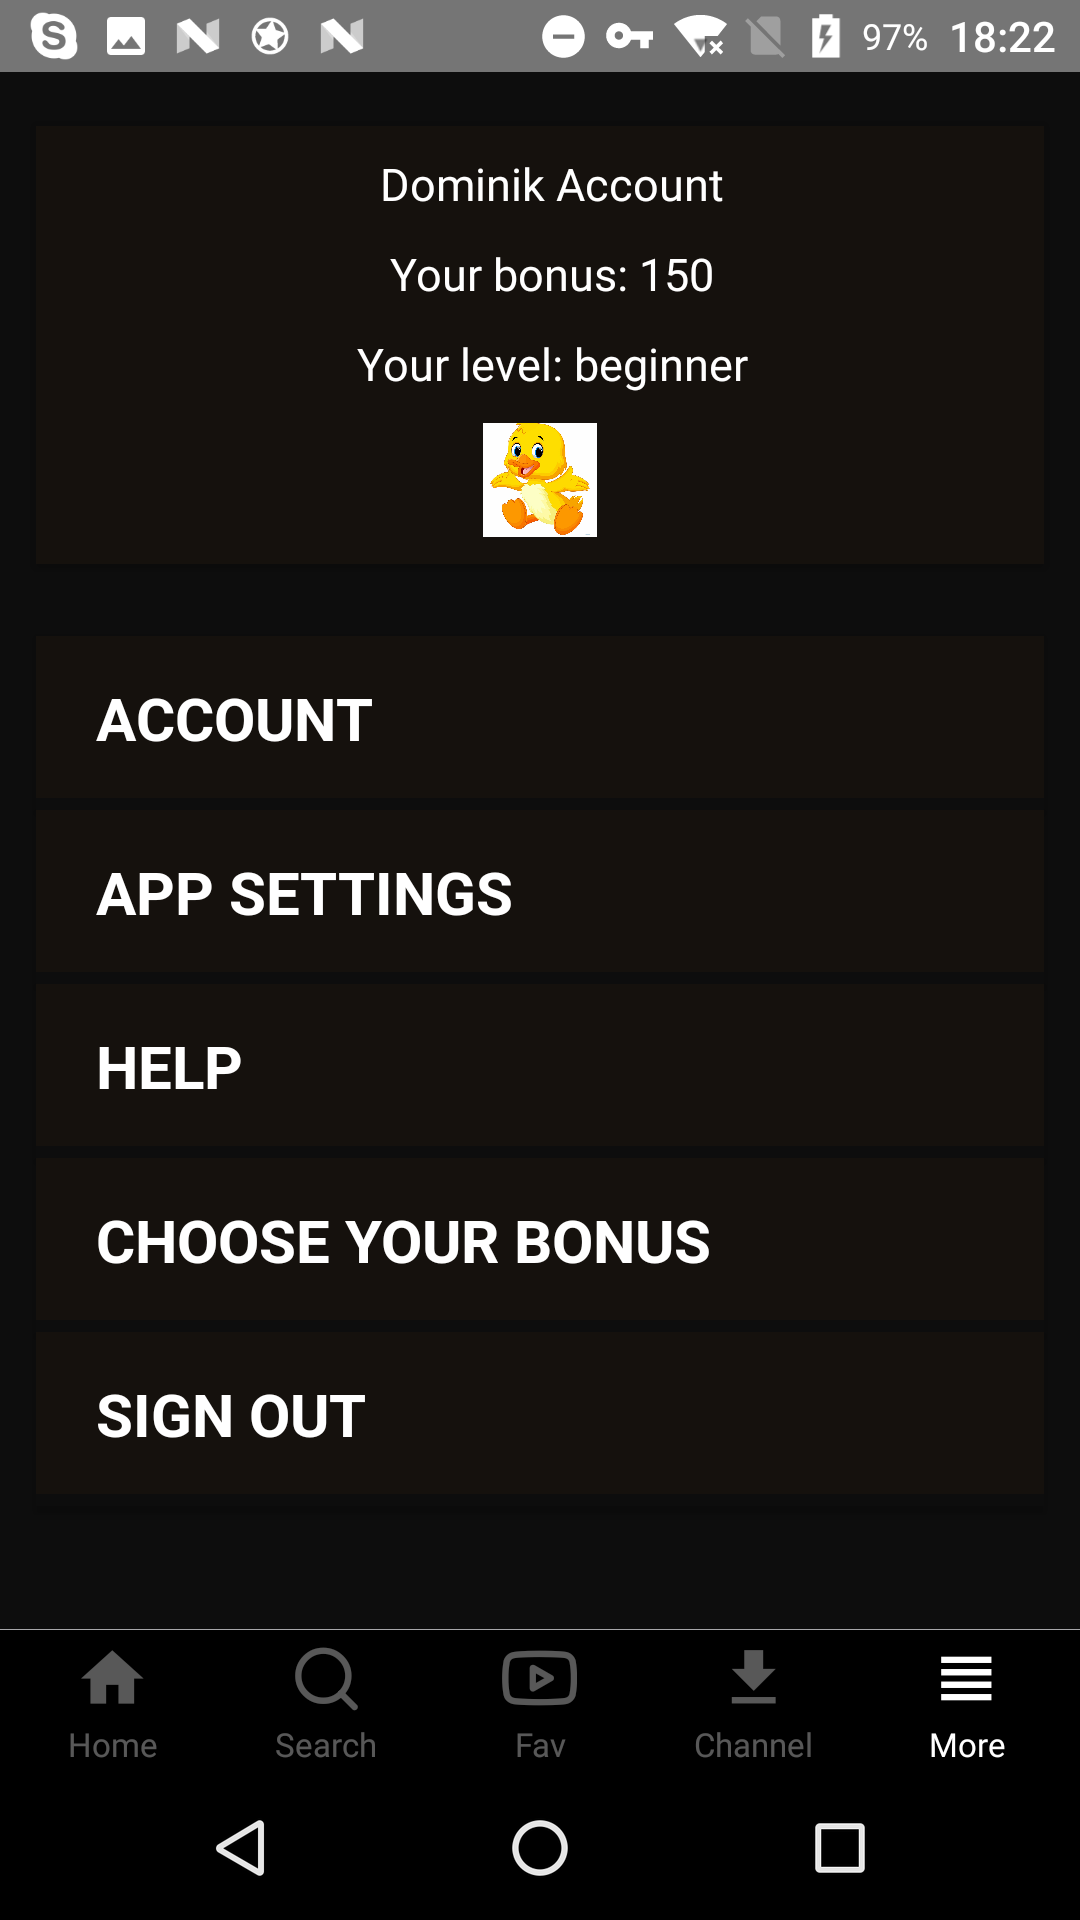 97% 18:22
Dominik Account
Your bonus: 150
Your level: beginner
ACCOUNT
APP SETTINGS
HELP
CHOOSE YOUR BONUS
SIGN OUT
Home Search Fav Channel More